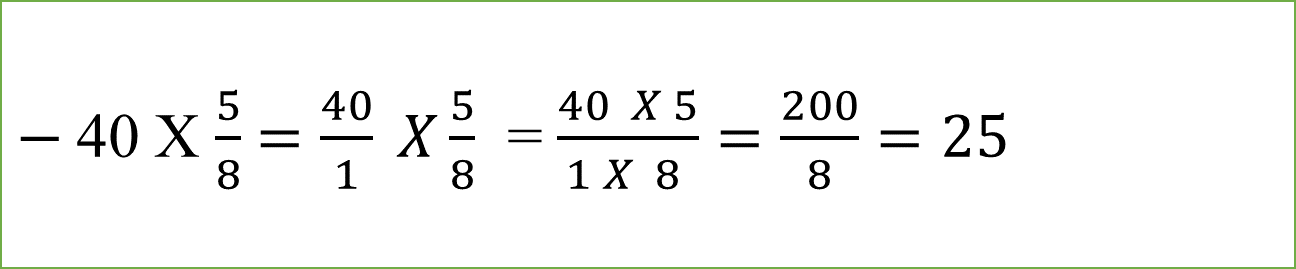 − 40 X 5/8 = 40/1 X 5/8 = 40 X 5/1 X 8 = 200/8 = 25